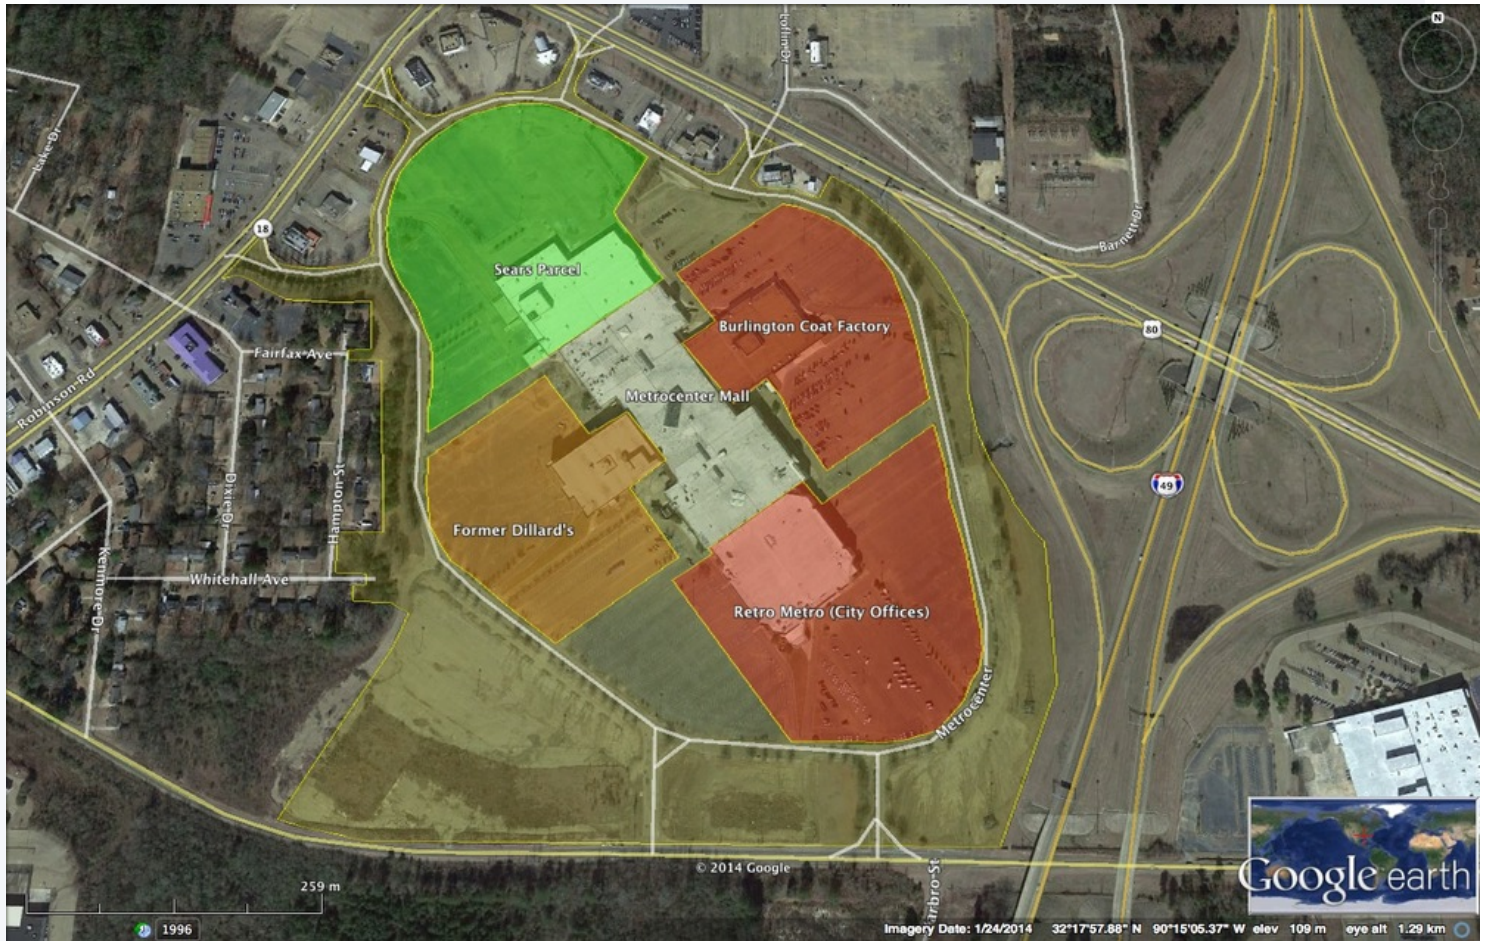 N
Loftin Dr
Lake Dr
18
Barnett Dr
Sears Parcel
Burlington Coat Factory
80
Fairfax Ave
Robinson Rd
Metrocenter Mall
Dixie Dr
Hampton St
49
Former Dillard's
Kenmore Dr
Whitehall Ave
Retro Metro (City Offices)
Metrocenter
© 2014 Google
259 m
arbro St
Google earth
1996
Imagery Date: 1/24/2014 32°17'57.88" N 90°15'05.37" W elev 109 m eye alt 1.29 km